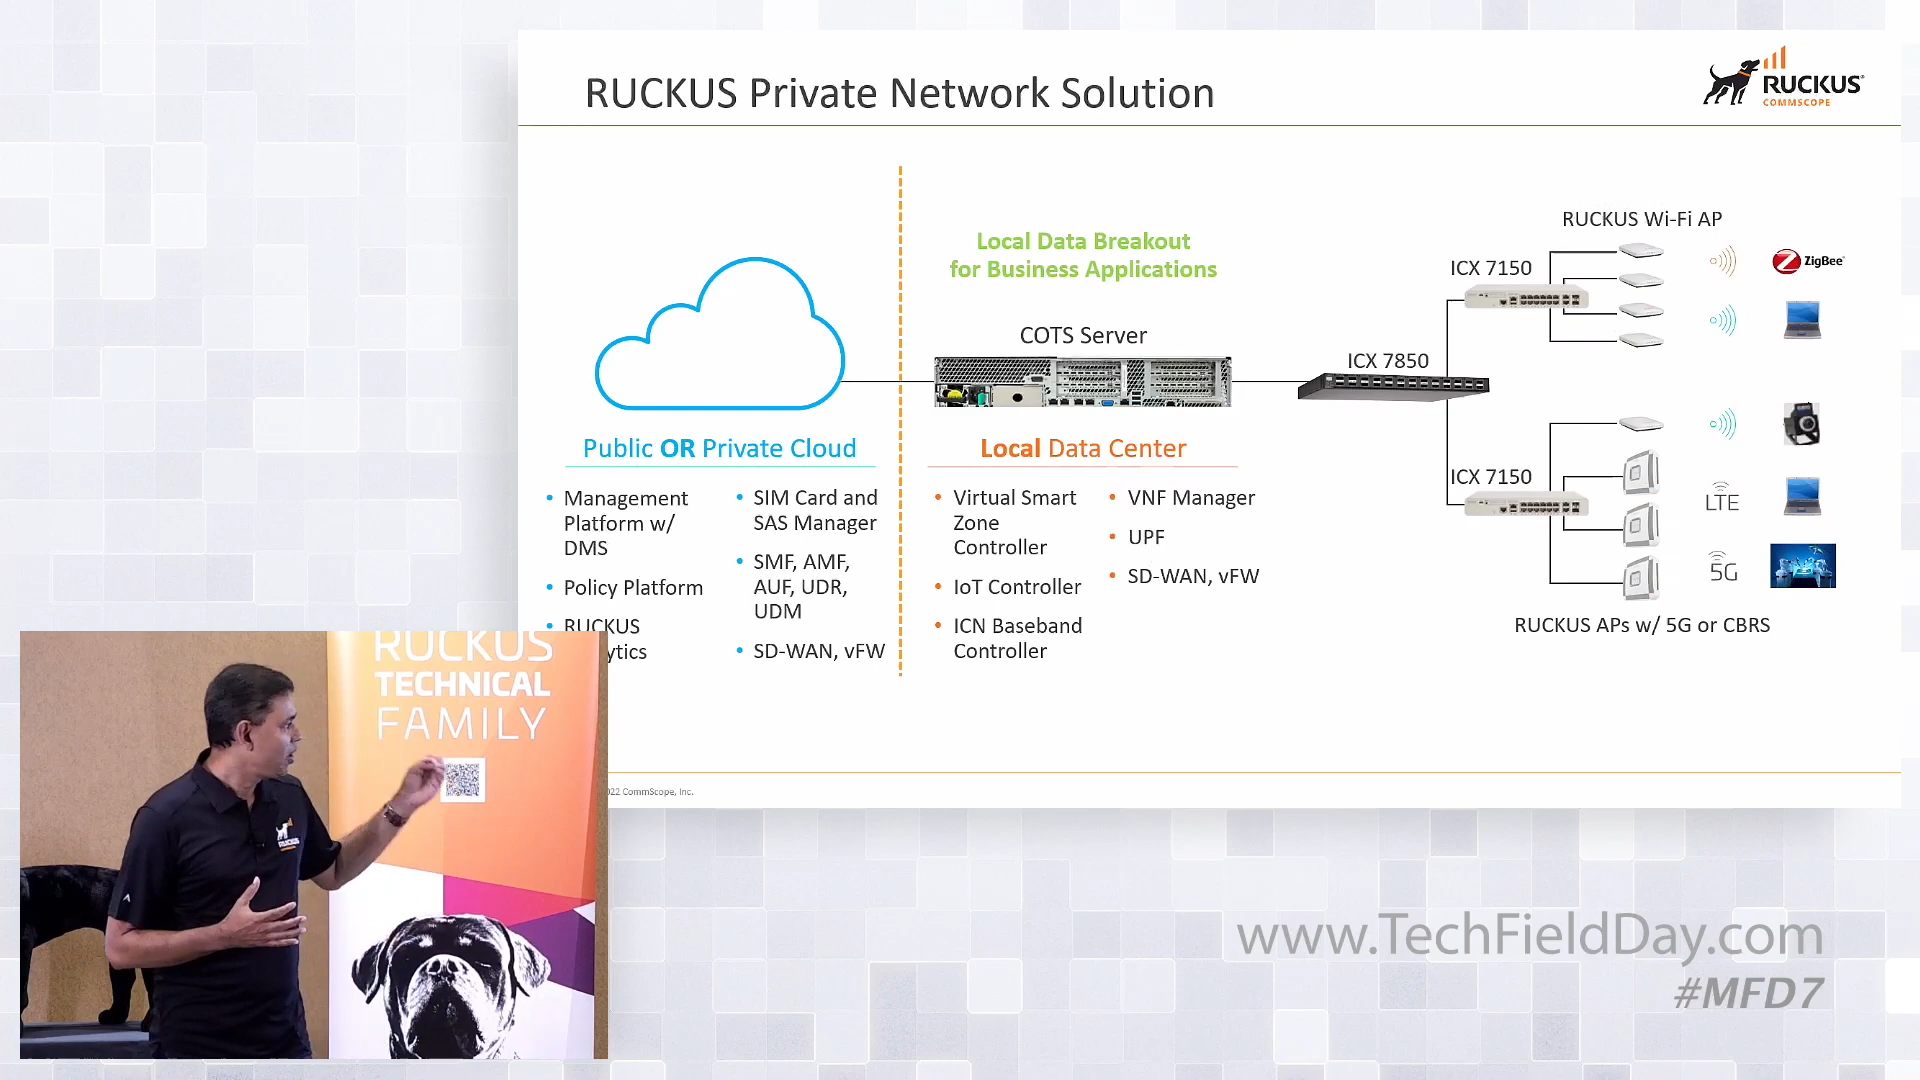 RUCKUS Private Network Solution
RUCKUS
COMMSCOPE
Local Data Breakout
for Business Applications
COTS Server
ICX 7850
ICX 7150
RUCKUS Wi-Fi AP
ZigBee
ICX 7150
LTE
5G
RUCKUS APs w/ 5G or CBRS
Public OR Private Cloud
• Management
Platform w/
DMS
• Policy Platform
• RUCKUS
ytics
• SIM Card and
SAS Manager
• SMF, AMF,
AUF, UDR,
UDM
• SD-WAN, vFW
Local Data Center
• Virtual Smart
Zone
Controller
• IoT Controller
• ICN Baseband
Controller
• VNF Manager
• UPF
• SD-WAN, vFW
022 CommScope, Inc.
RUCKUS
TECHNICAL
FAMILY
RUCKUS
www.TechFieldDay.com
#MFD7